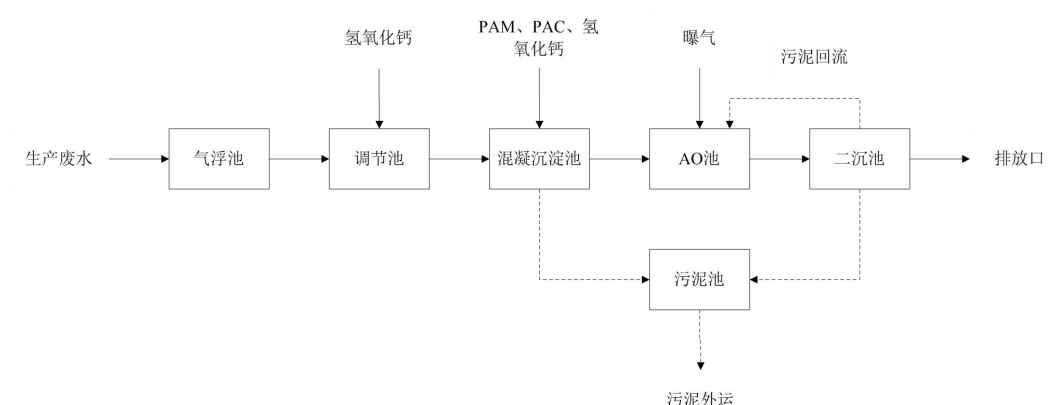 氢氧化钙
PAM、PAC、氢
氧化钙
曝气
污泥回流
生产废水
气浮池
调节池
混凝沉淀池
AO池
二沉池
排放口
污泥池
污泥外运